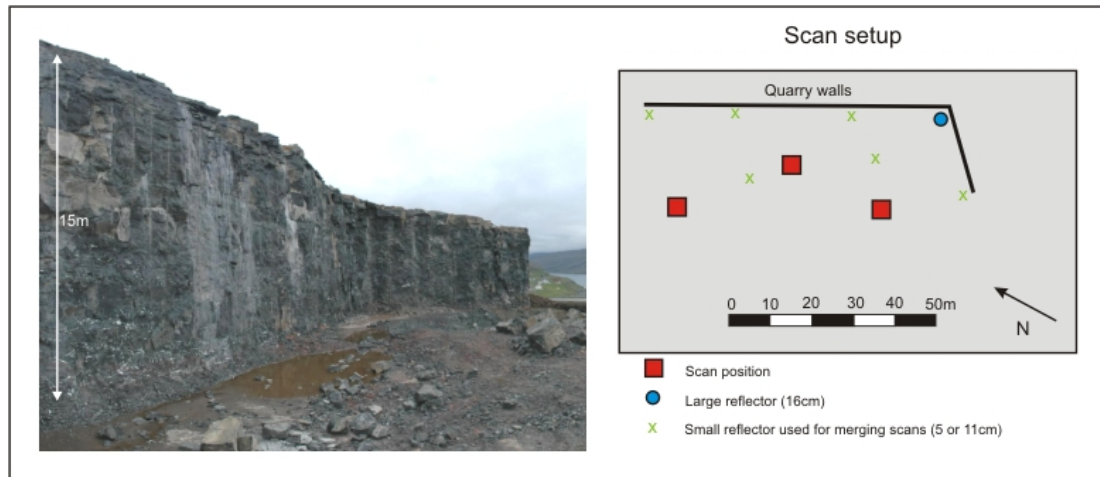 15m
Scan setup
Quarry walls
0 10 20 30 40 50m
N
Scan position
Large reflector (16cm)
x Small reflector used for merging scans (5 or 11cm)